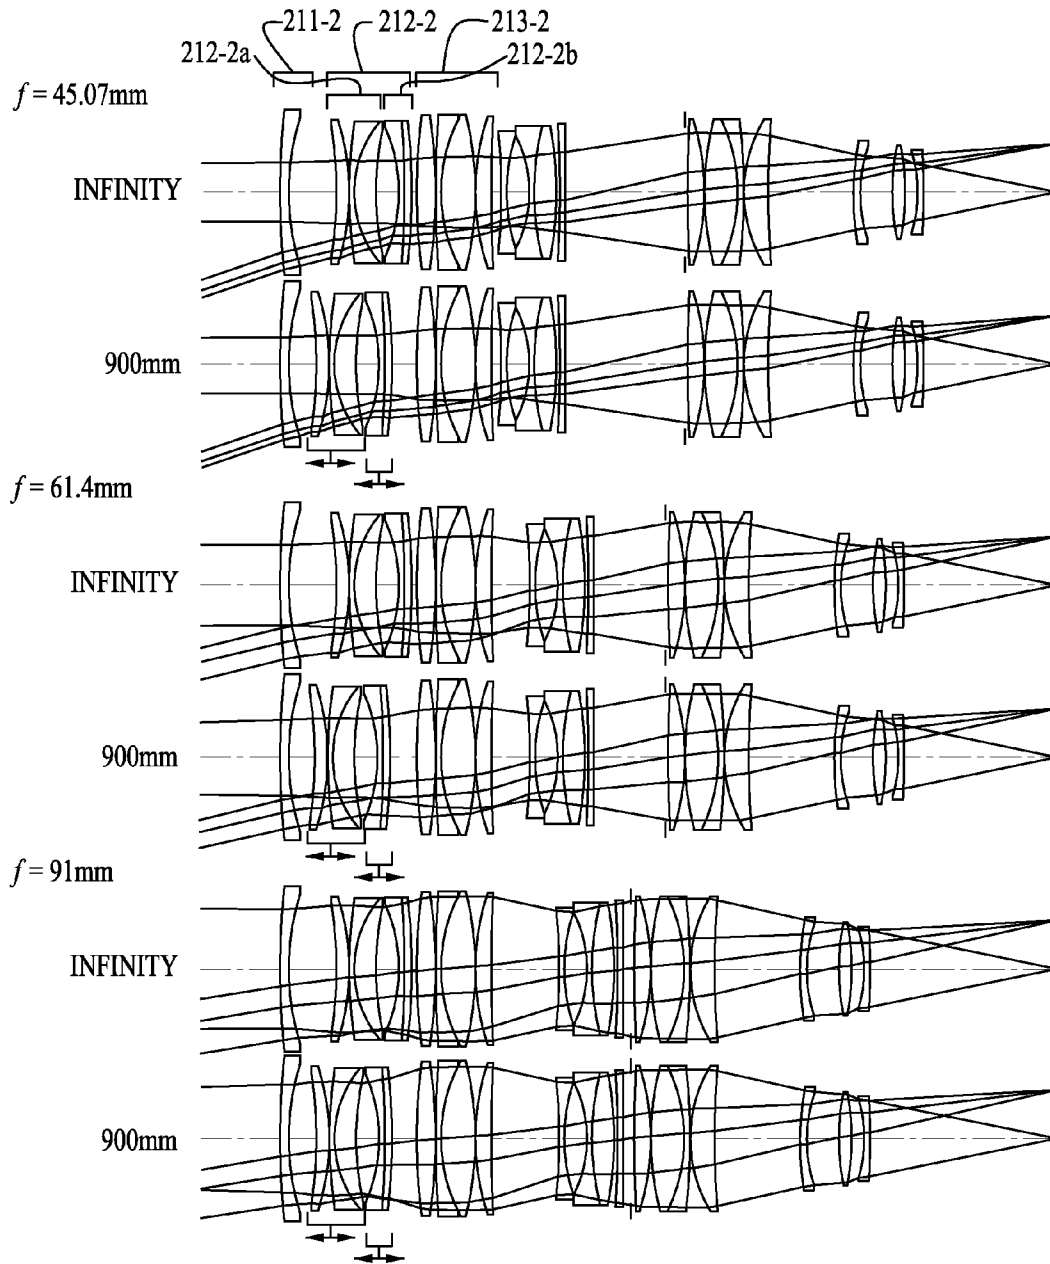 211-2 212-2 213-2
212-2a 212-2b
f = 45.07mm
INFINITY
900mm
f = 61.4mm
INFINITY
900mm
f = 91mm
INFINITY
900mm